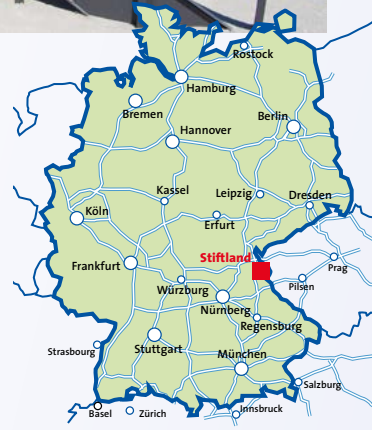 Rostock
Hamburg
Bremen
Berlin
Hannover
Kassel
Leipzig
Dresden
Köln
Erfurt
Stiftland
Frankfurt
Prag
Pilsen
Würzburg
Nürnberg
Regensburg
Strasbourg
Stuttgart
München
Salzburg
Basel
Zürich
Innsbruck